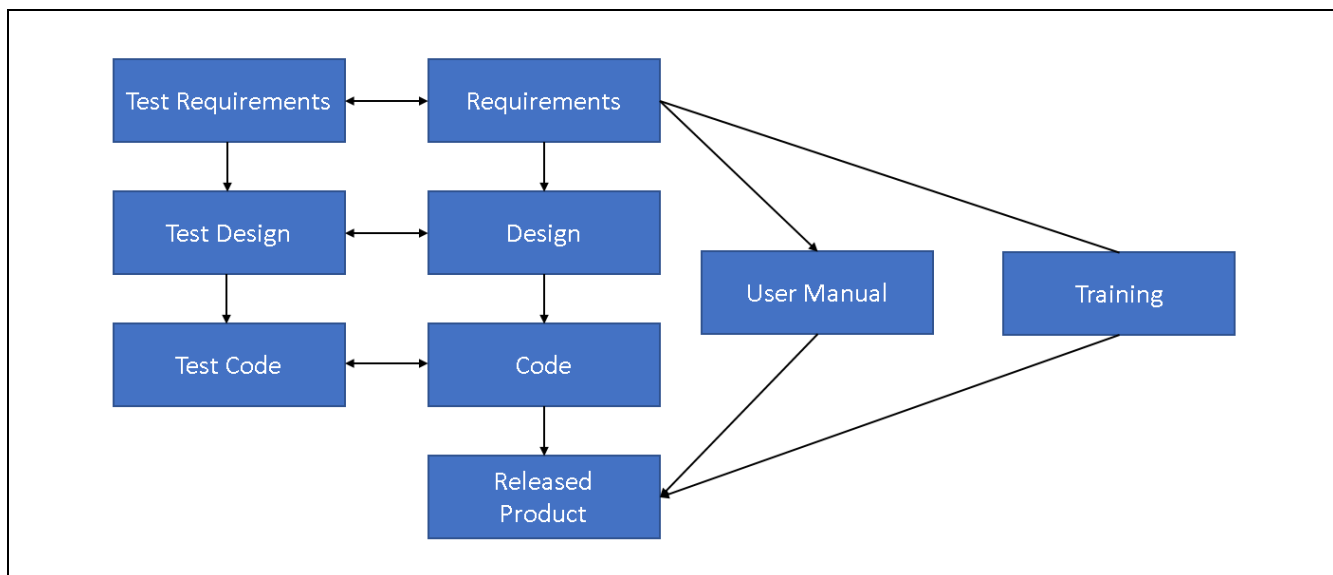 Test Requirements
Requirements
Test Design
Design
User Manual
Training
Test Code
Code
Released
Product